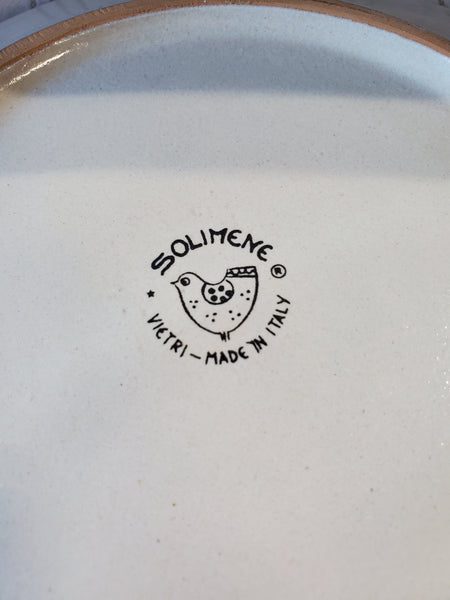 SOLIMENE
®
VIETRI – MADE IN ITALY